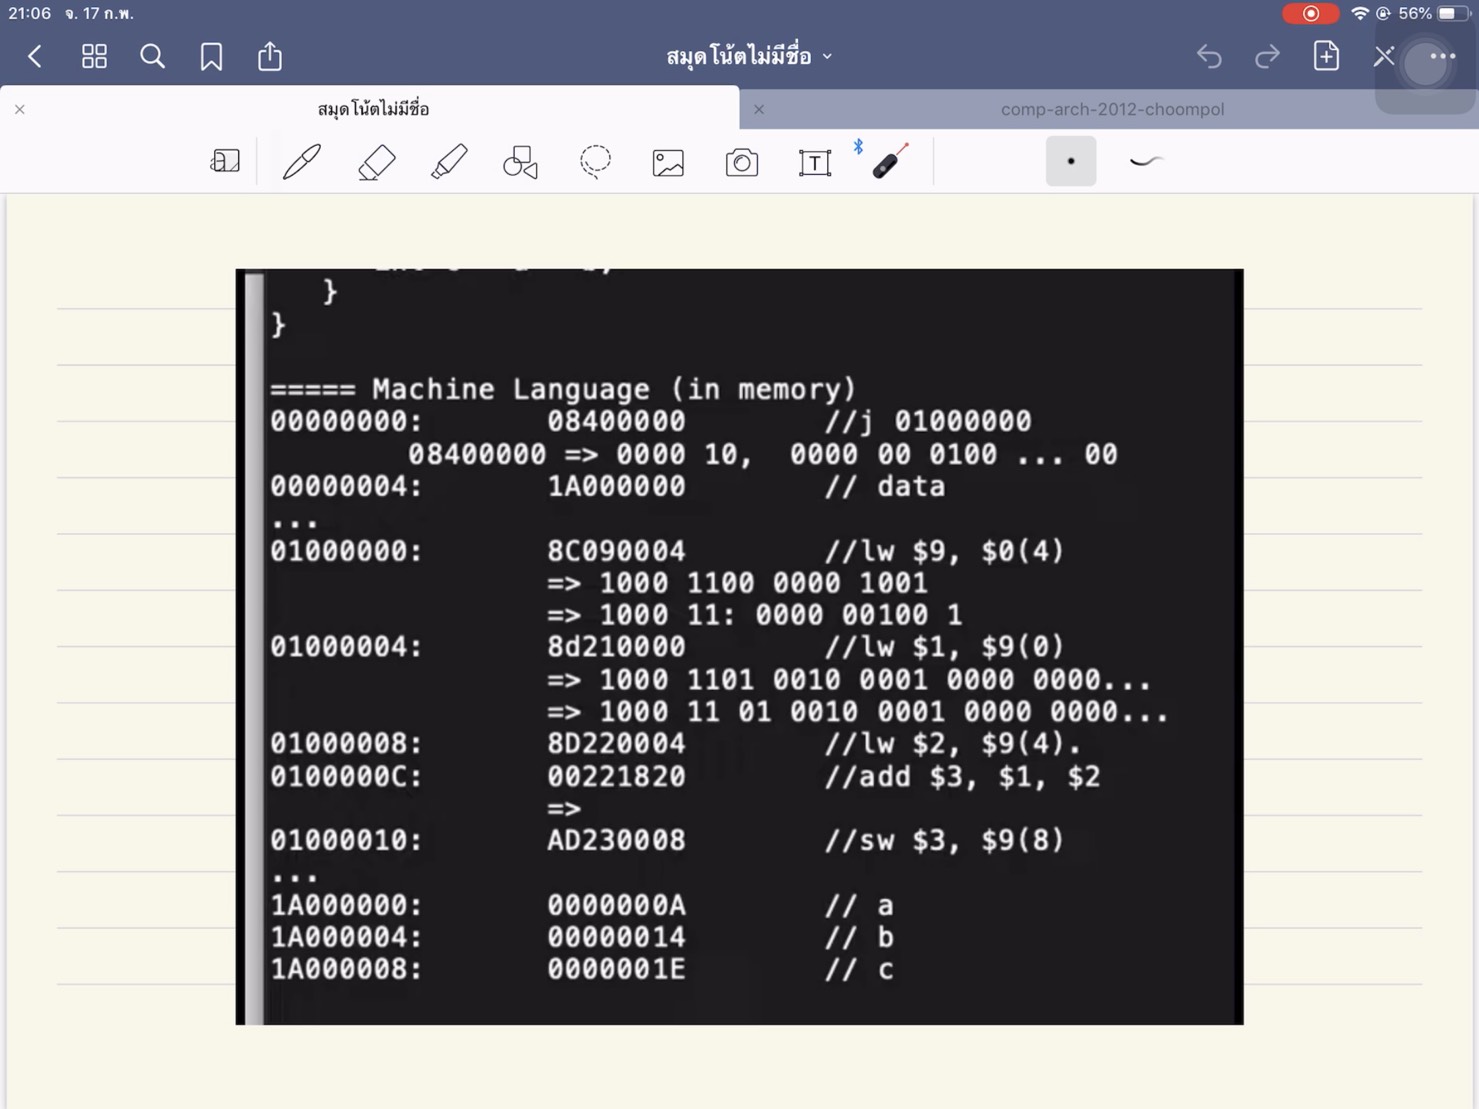 21:06 จ. 17 ก.พ.
56%
สมุดโน้ตไม่มีชื่อ
สมุดโน้ตไม่มีชื่อ
comp-arch-2012-choompol
}
}
===== Machine Language (in memory)
00000000: 08400000 //j 01000000
08400000 => 0000 10, 0000 00 0100 ... 00
00000004: 1A000000 // data
...
01000000: 8C090004 //lw $9, $0(4)
=> 1000 1100 0000 1001
=> 1000 11: 0000 00100 1
01000004: 8d210000 //lw $1, $9(0)
=> 1000 1101 0010 0001 0000 0000...
=> 1000 11 01 0010 0001 0000 0000...
01000008: 8D220004 //lw $2, $9(4).
0100000C: 00221820 //add $3, $1, $2
=>
01000010: AD230008 //sw $3, $9(8)
...
1A000000: 0000000A // a
1A000004: 00000014 // b
1A000008: 0000001E // c